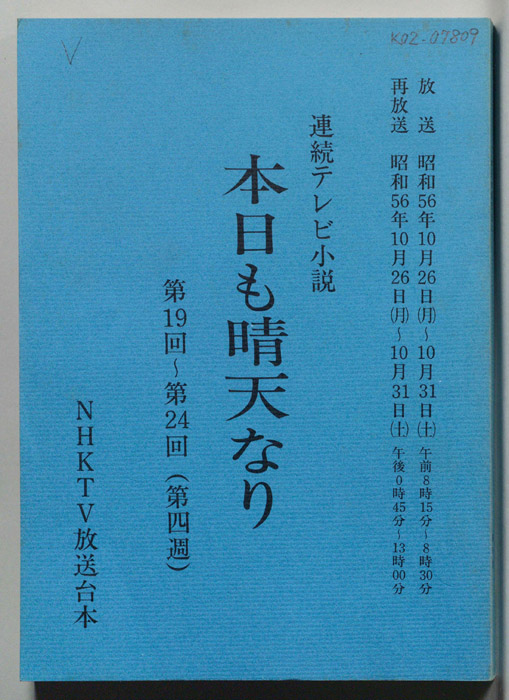 K02-07809
V
放送 昭和56年10月26日(月)～10月31日(土) 午前8時15分～8時30分
再放送 昭和56年10月26日(月)～10月31日(土) 午後0時45分～13時00分
連続テレビ小説
本日も晴天なり
第19回～第24回(第四週)
NHKTV放送台本